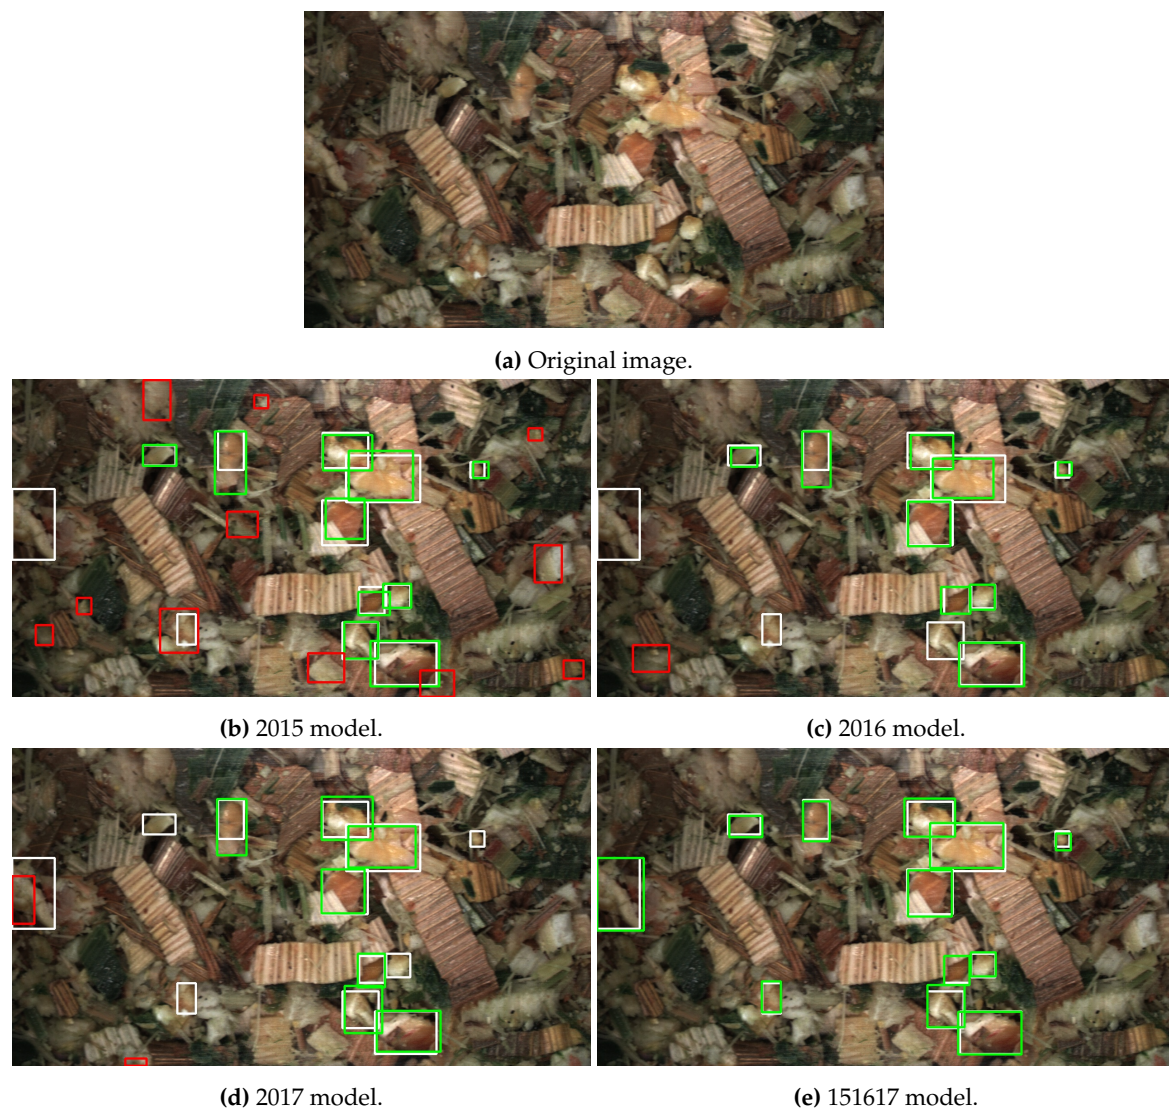 (a) Original image.
(b) 2015 model.
(c) 2016 model.
(d) 2017 model.
(e) 151617 model.